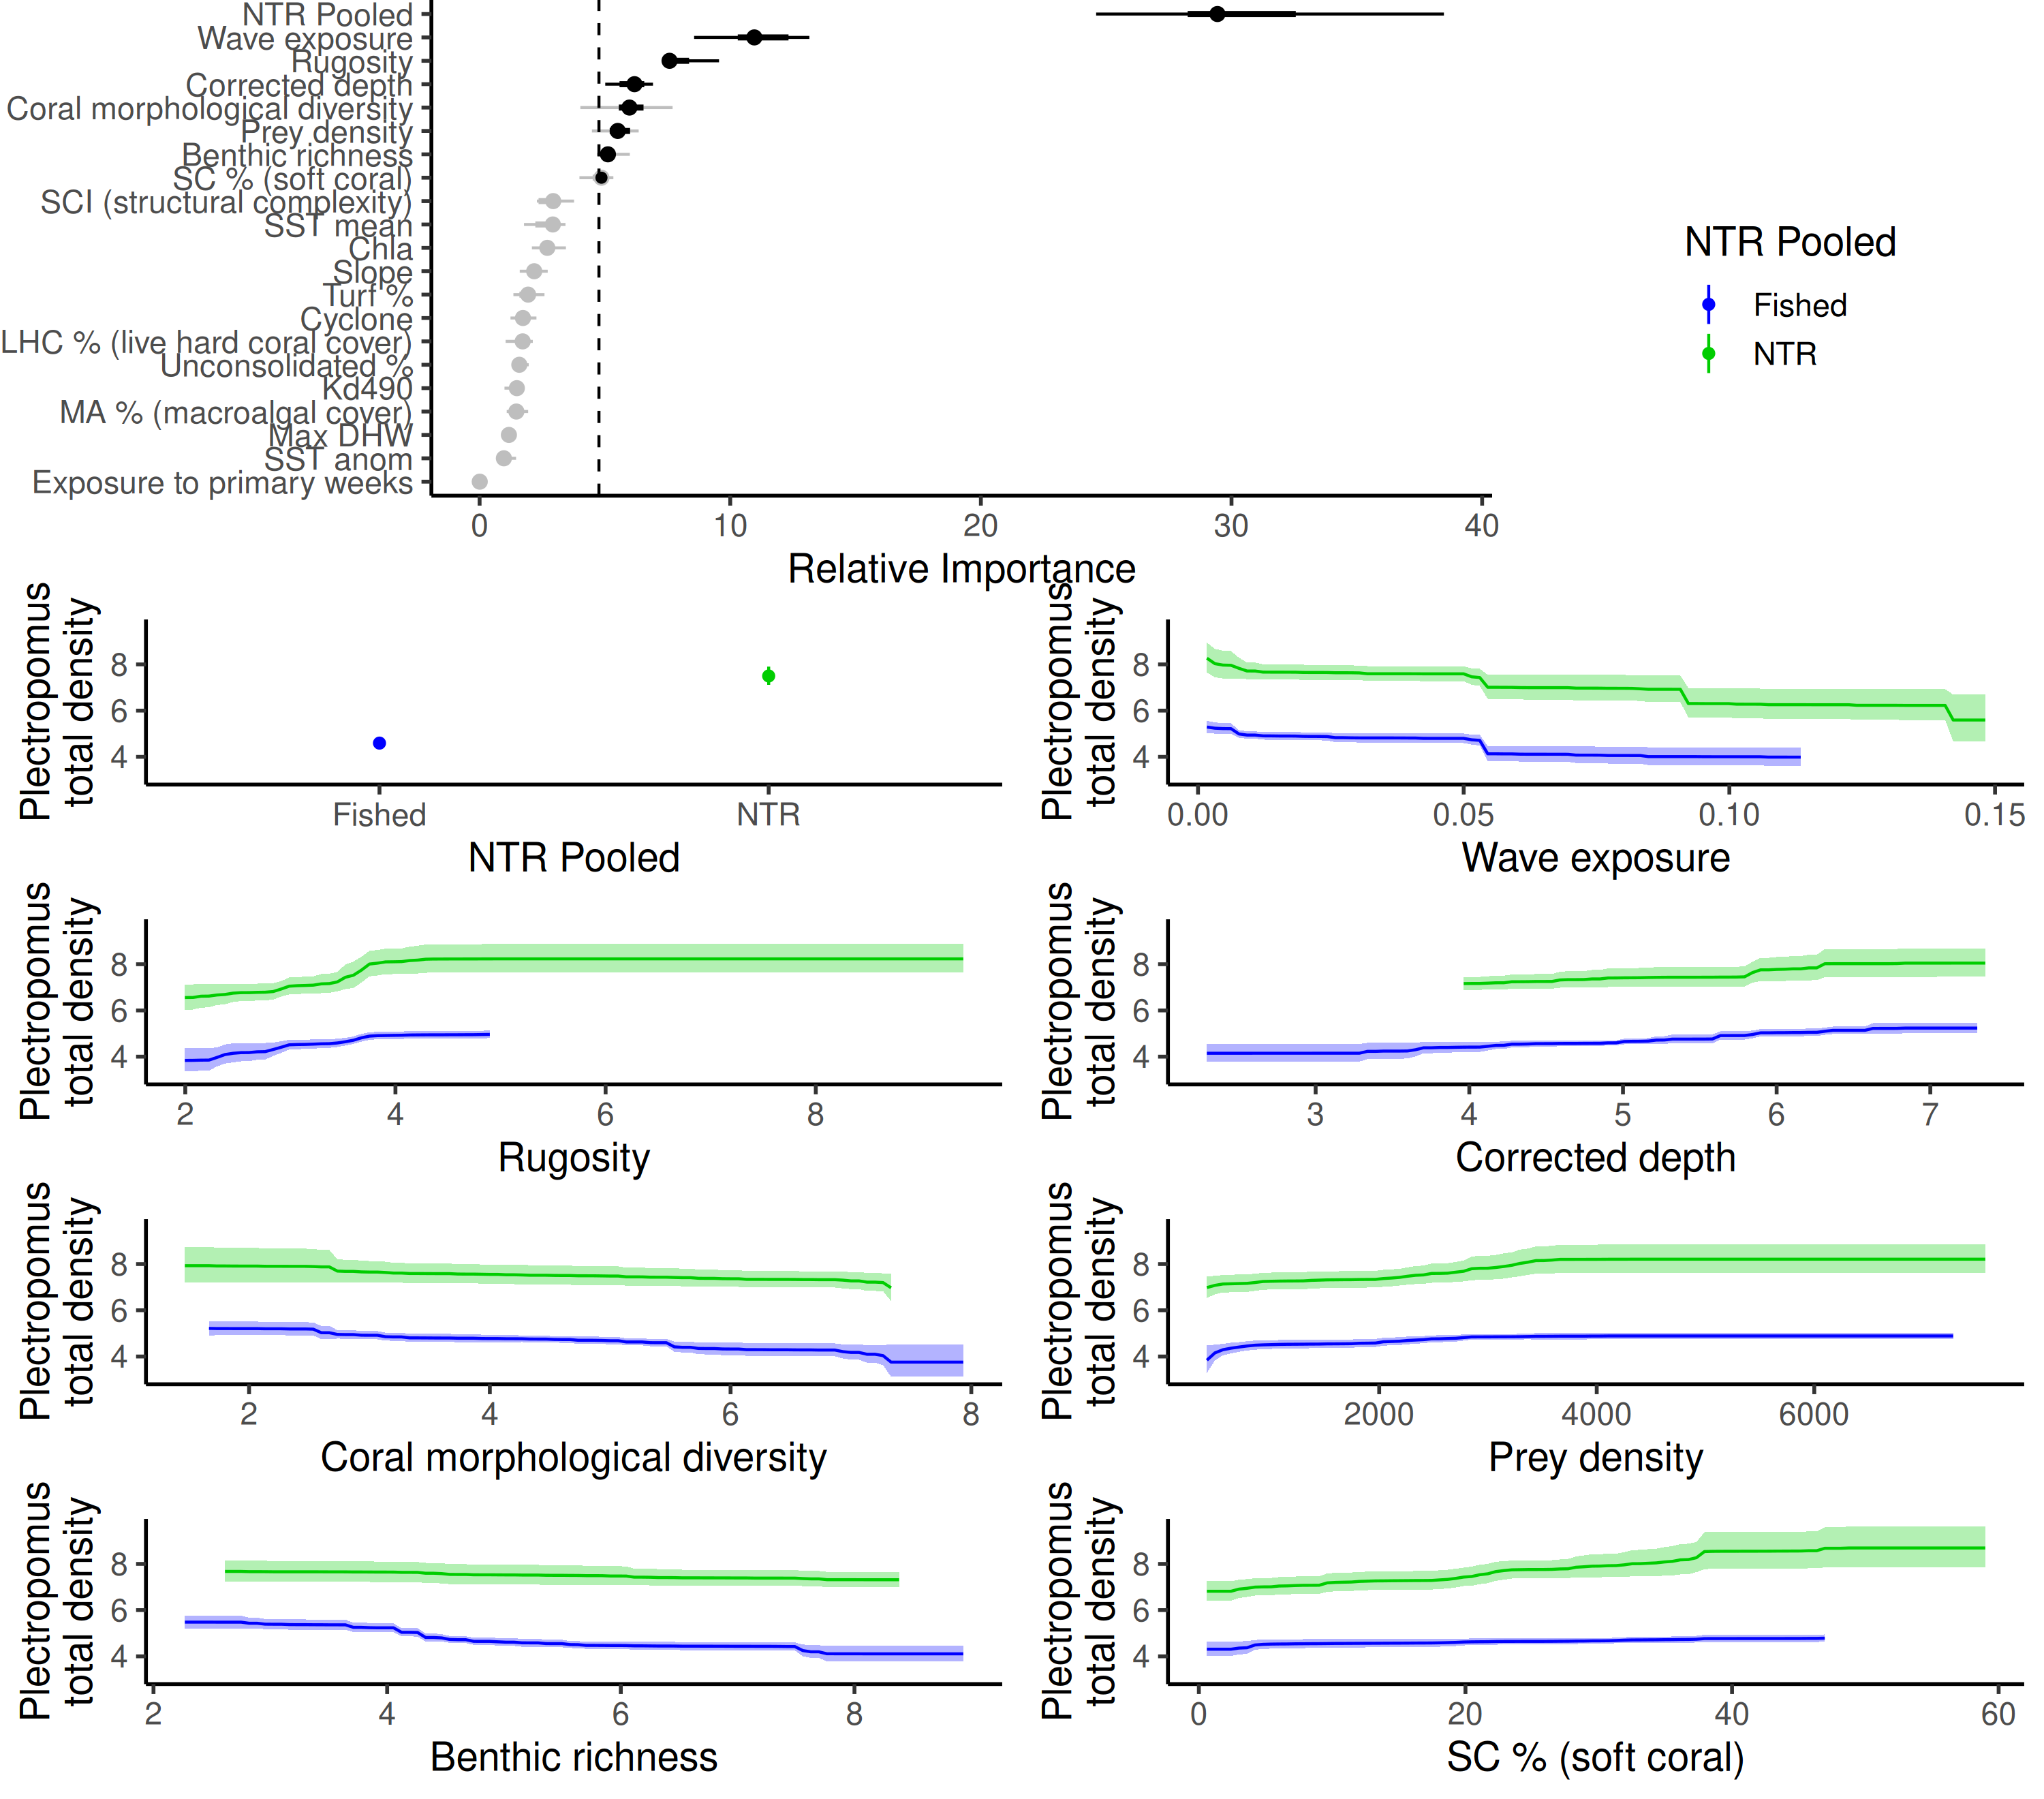 NTR Pooled
Wave exposure
Rugosity
Corrected depth
Coral morphological diversity
Prey density
Benthic richness
SC % (soft coral)
SCI (structural complexity)
SST mean
Chla
Slope
Turf %
Cyclone
LHC % (live hard coral cover)
Unconsolidated %
Kd490
MA % (macroalgal cover)
Max DHW
SST anom
Exposure to primary weeks
0 10 20 30 40
Relative Importance
NTR Pooled
Fished
NTR
Plectropomus
total density
8
6
4
Fished NTR
NTR Pooled
Plectropomus
total density
8
6
4
0.00 0.05 0.10 0.15
Wave exposure
Plectropomus
total density
8
6
4
2 4 6 8
Rugosity
Plectropomus
total density
8
6
4
3 4 5 6 7
Corrected depth
Plectropomus
total density
8
6
4
2 4 6 8
Coral morphological diversity
Plectropomus
total density
8
6
4
2000 4000 6000
Prey density
Plectropomus
total density
8
6
4
2 4 6 8
Benthic richness
Plectropomus
total density
8
6
4
0 20 40 60
SC % (soft coral)